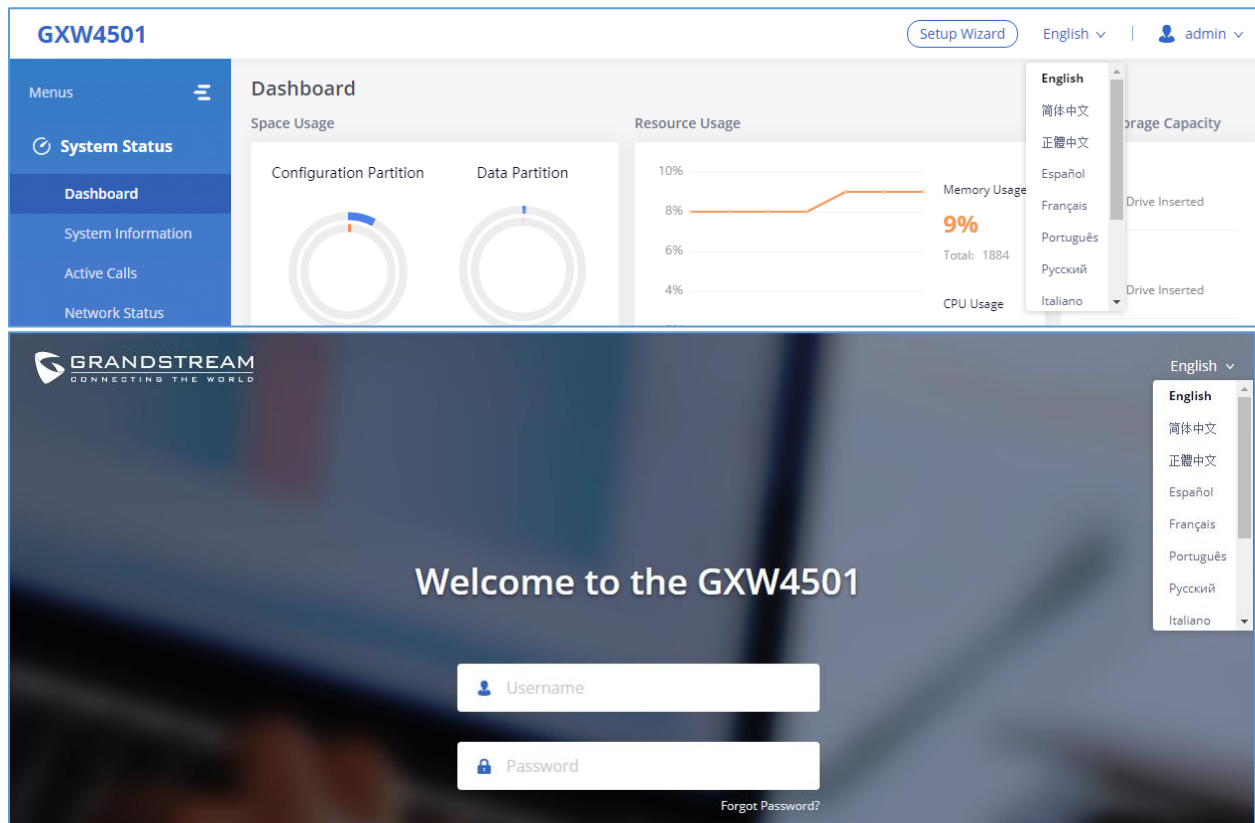 GXW4501
Setup Wizard
English
admin
Menus
System Status
Dashboard
System Information
Active Calls
Network Status
Dashboard
Space Usage
Configuration Partition
Data Partition
Resource Usage
10%
8%
6%
4%
Memory Usage
9%
Total: 1884
CPU Usage
English
简体中文
正體中文
Español
Français
Português
Русский
Italiano
Capacity
Drive Inserted
Drive Inserted
GRANDSTREAM
CONNECTING THE WORLD
English
English
简体中文
正體中文
Español
Français
Português
Русский
Italiano
Welcome to the GXW4501
Username
Password
Forgot Password?